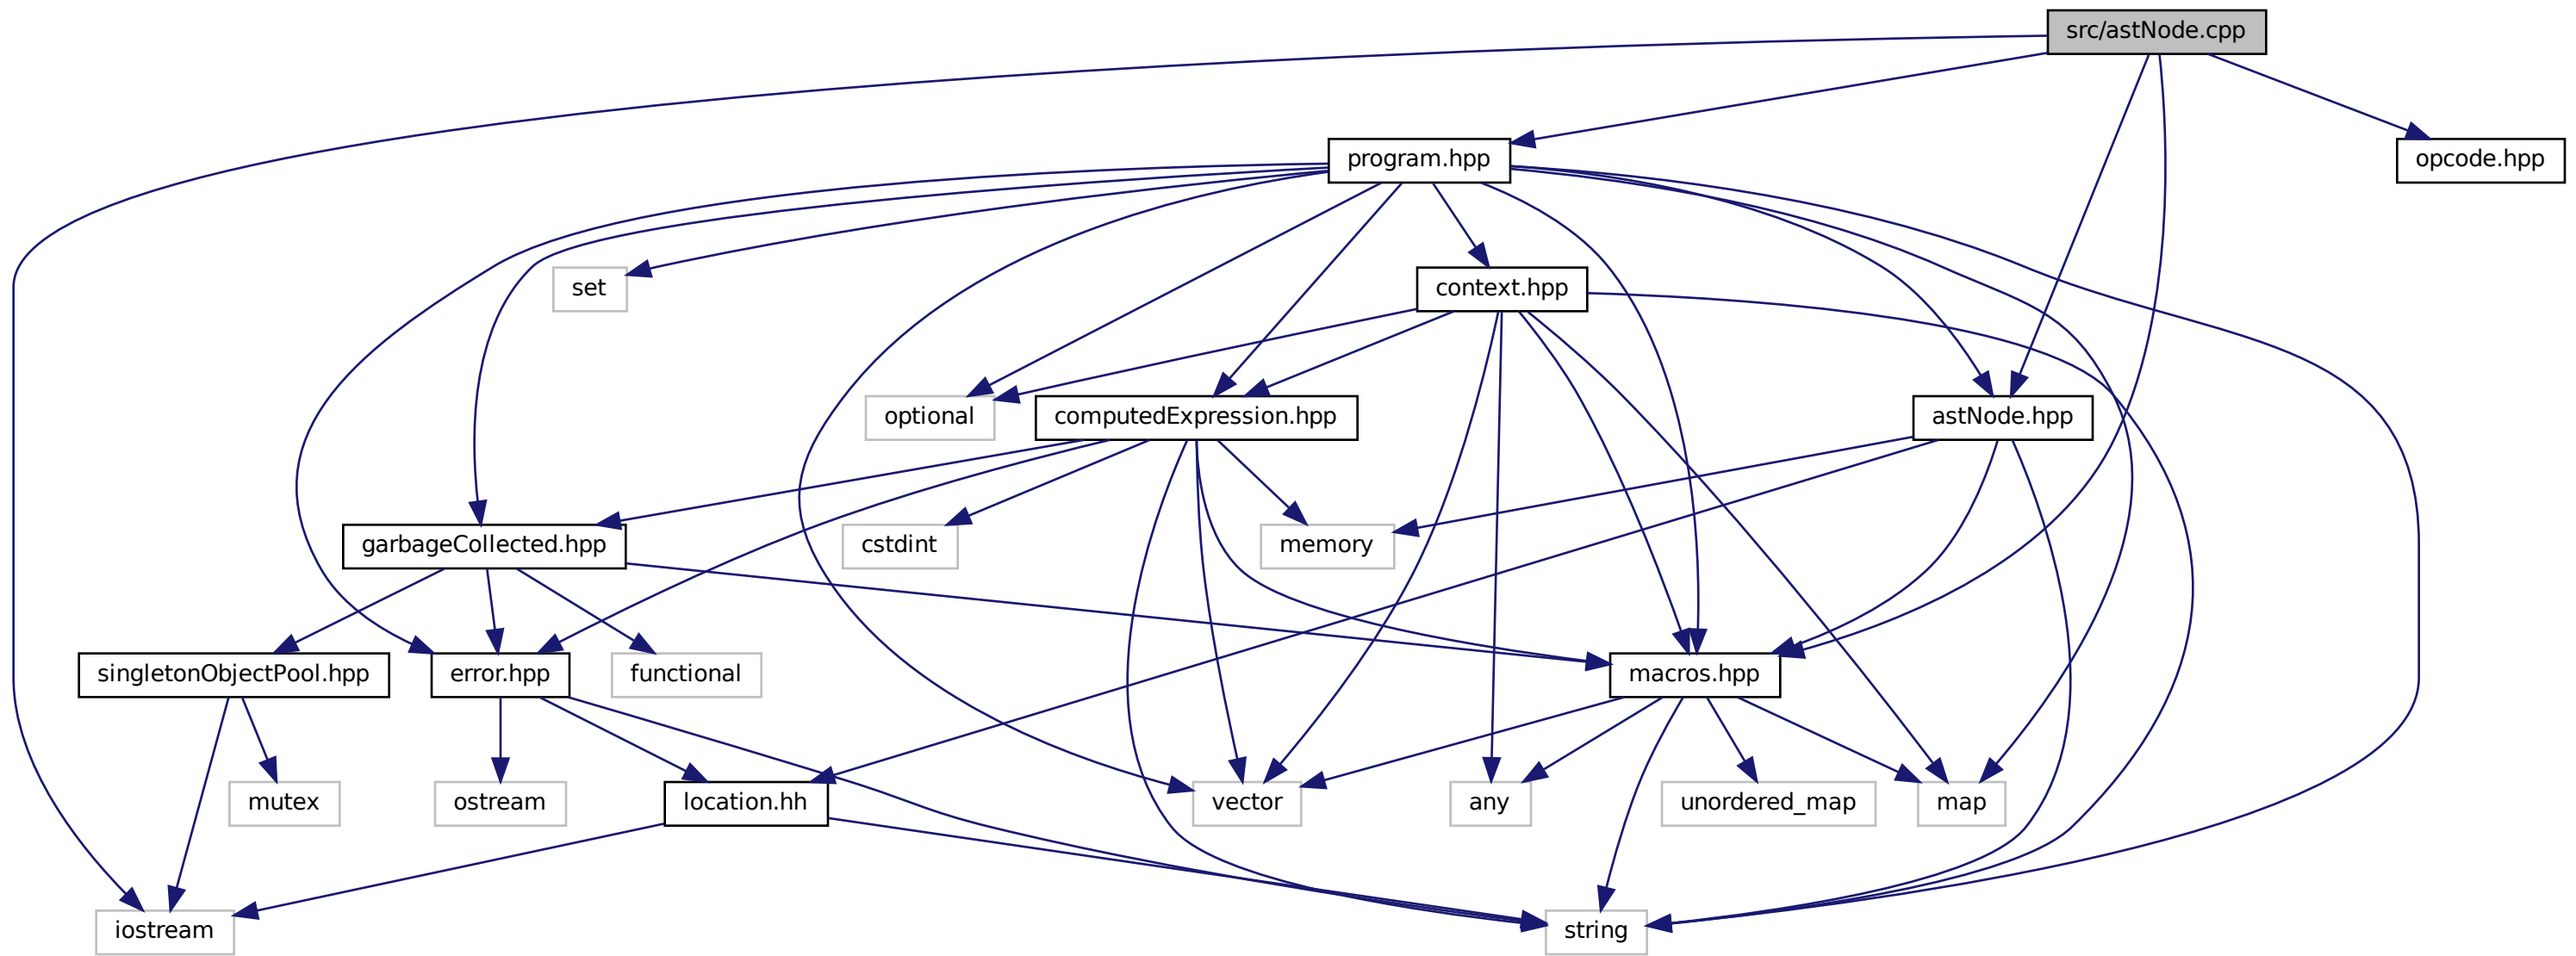 src/astNode.cpp
program.hpp
opcode.hpp
set
context.hpp
optional
computedExpression.hpp
astNode.hpp
garbageCollected.hpp
cstdint
memory
singletonObjectPool.hpp
error.hpp
functional
macros.hpp
mutex
ostream
location.hh
vector
any
unordered_map
map
iostream
string